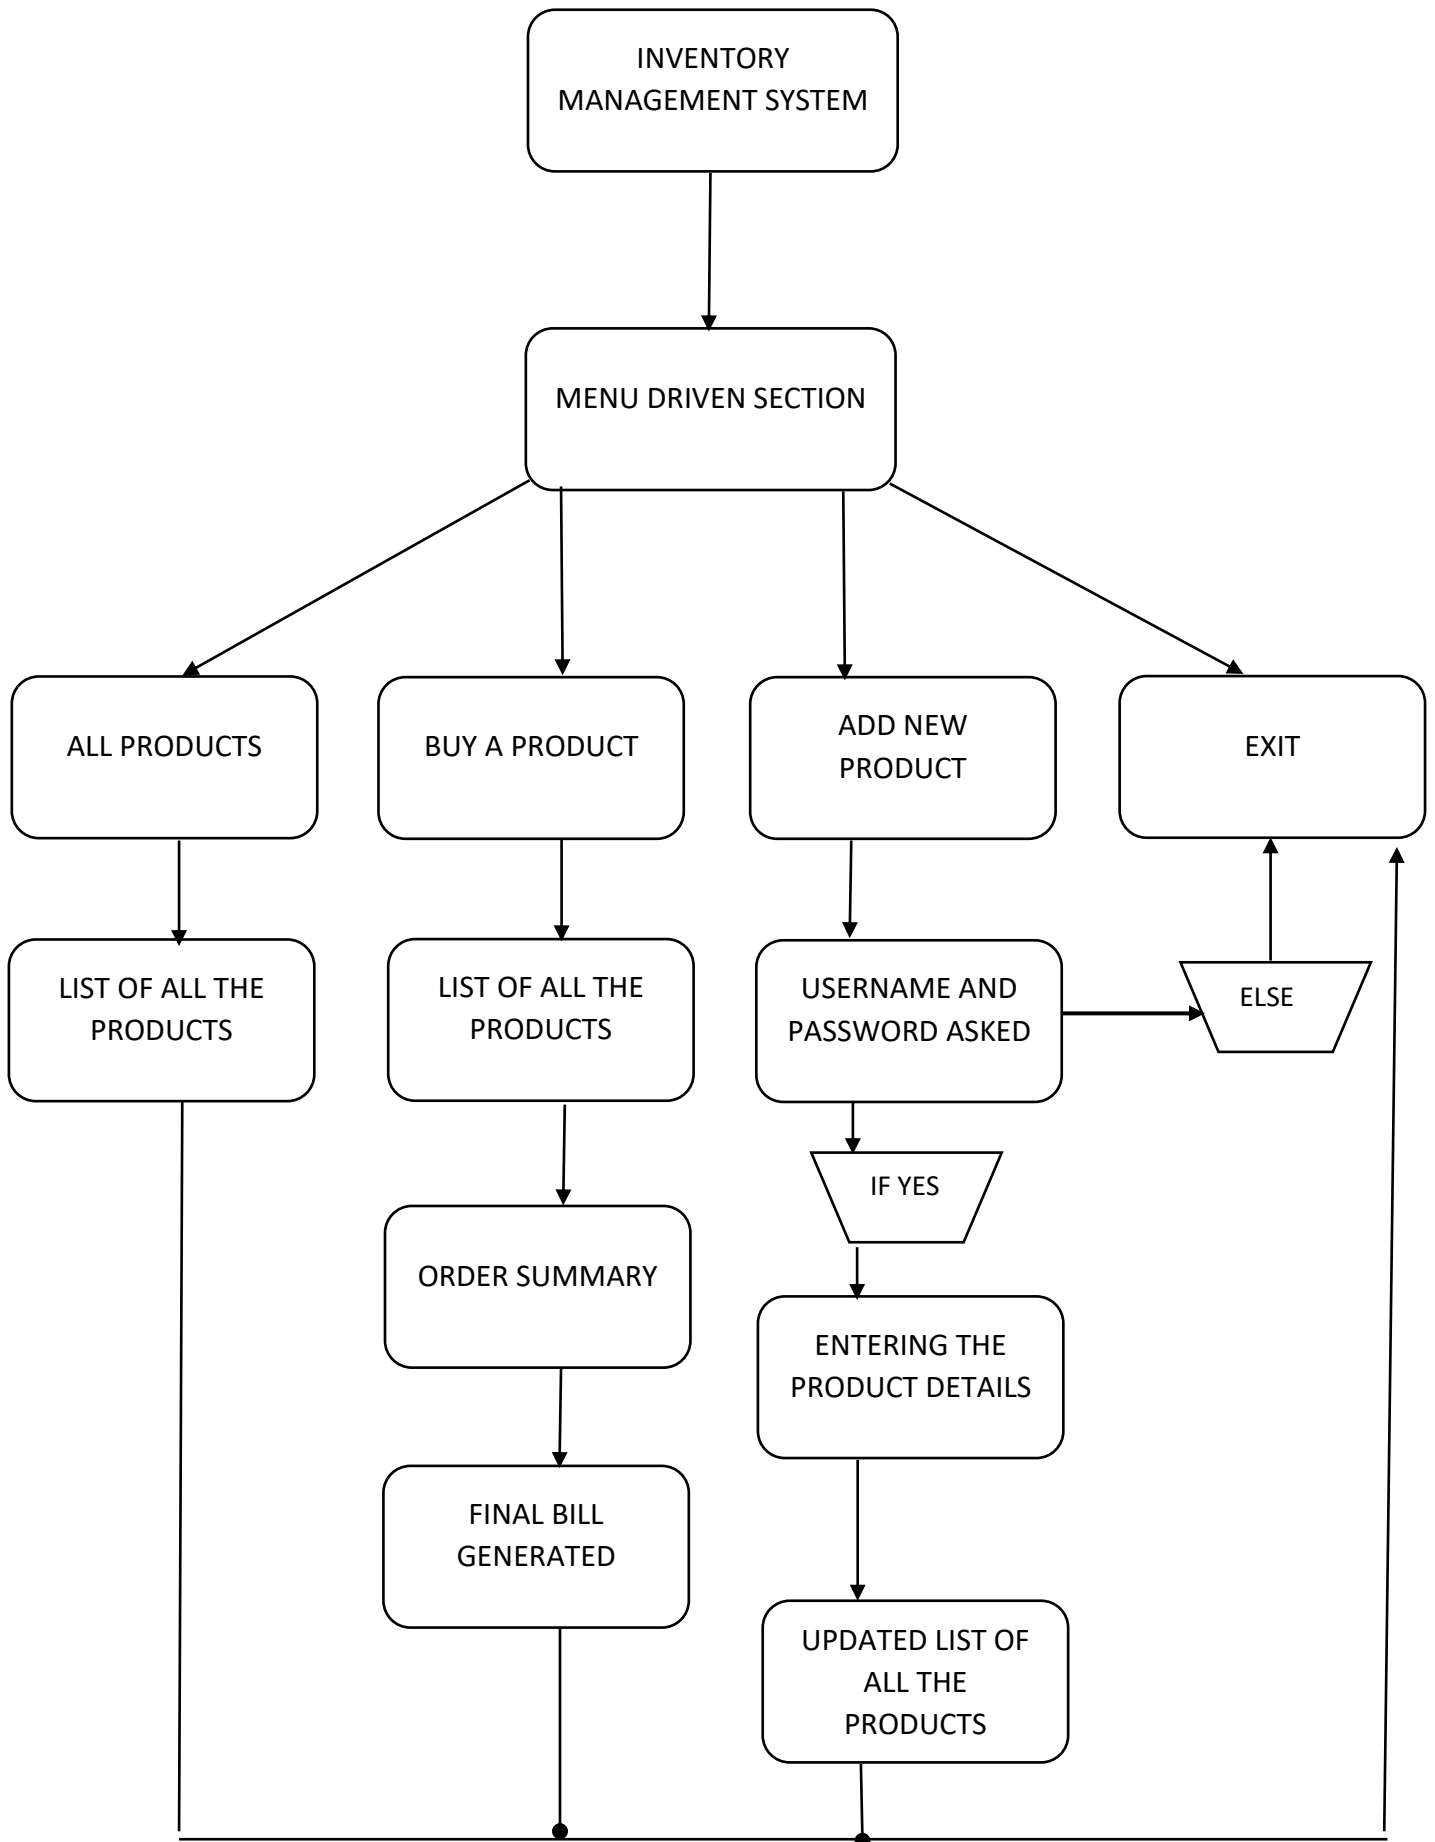 INVENTORY
MANAGEMENT SYSTEM
MENU DRIVEN SECTION
ALL PRODUCTS
BUY A PRODUCT
ADD NEW
PRODUCT
EXIT
LIST OF ALL THE
PRODUCTS
LIST OF ALL THE
PRODUCTS
USERNAME AND
PASSWORD ASKED
ELSE
IF YES
ORDER SUMMARY
ENTERING THE
PRODUCT DETAILS
FINAL BILL
GENERATED
UPDATED LIST OF
ALL THE
PRODUCTS